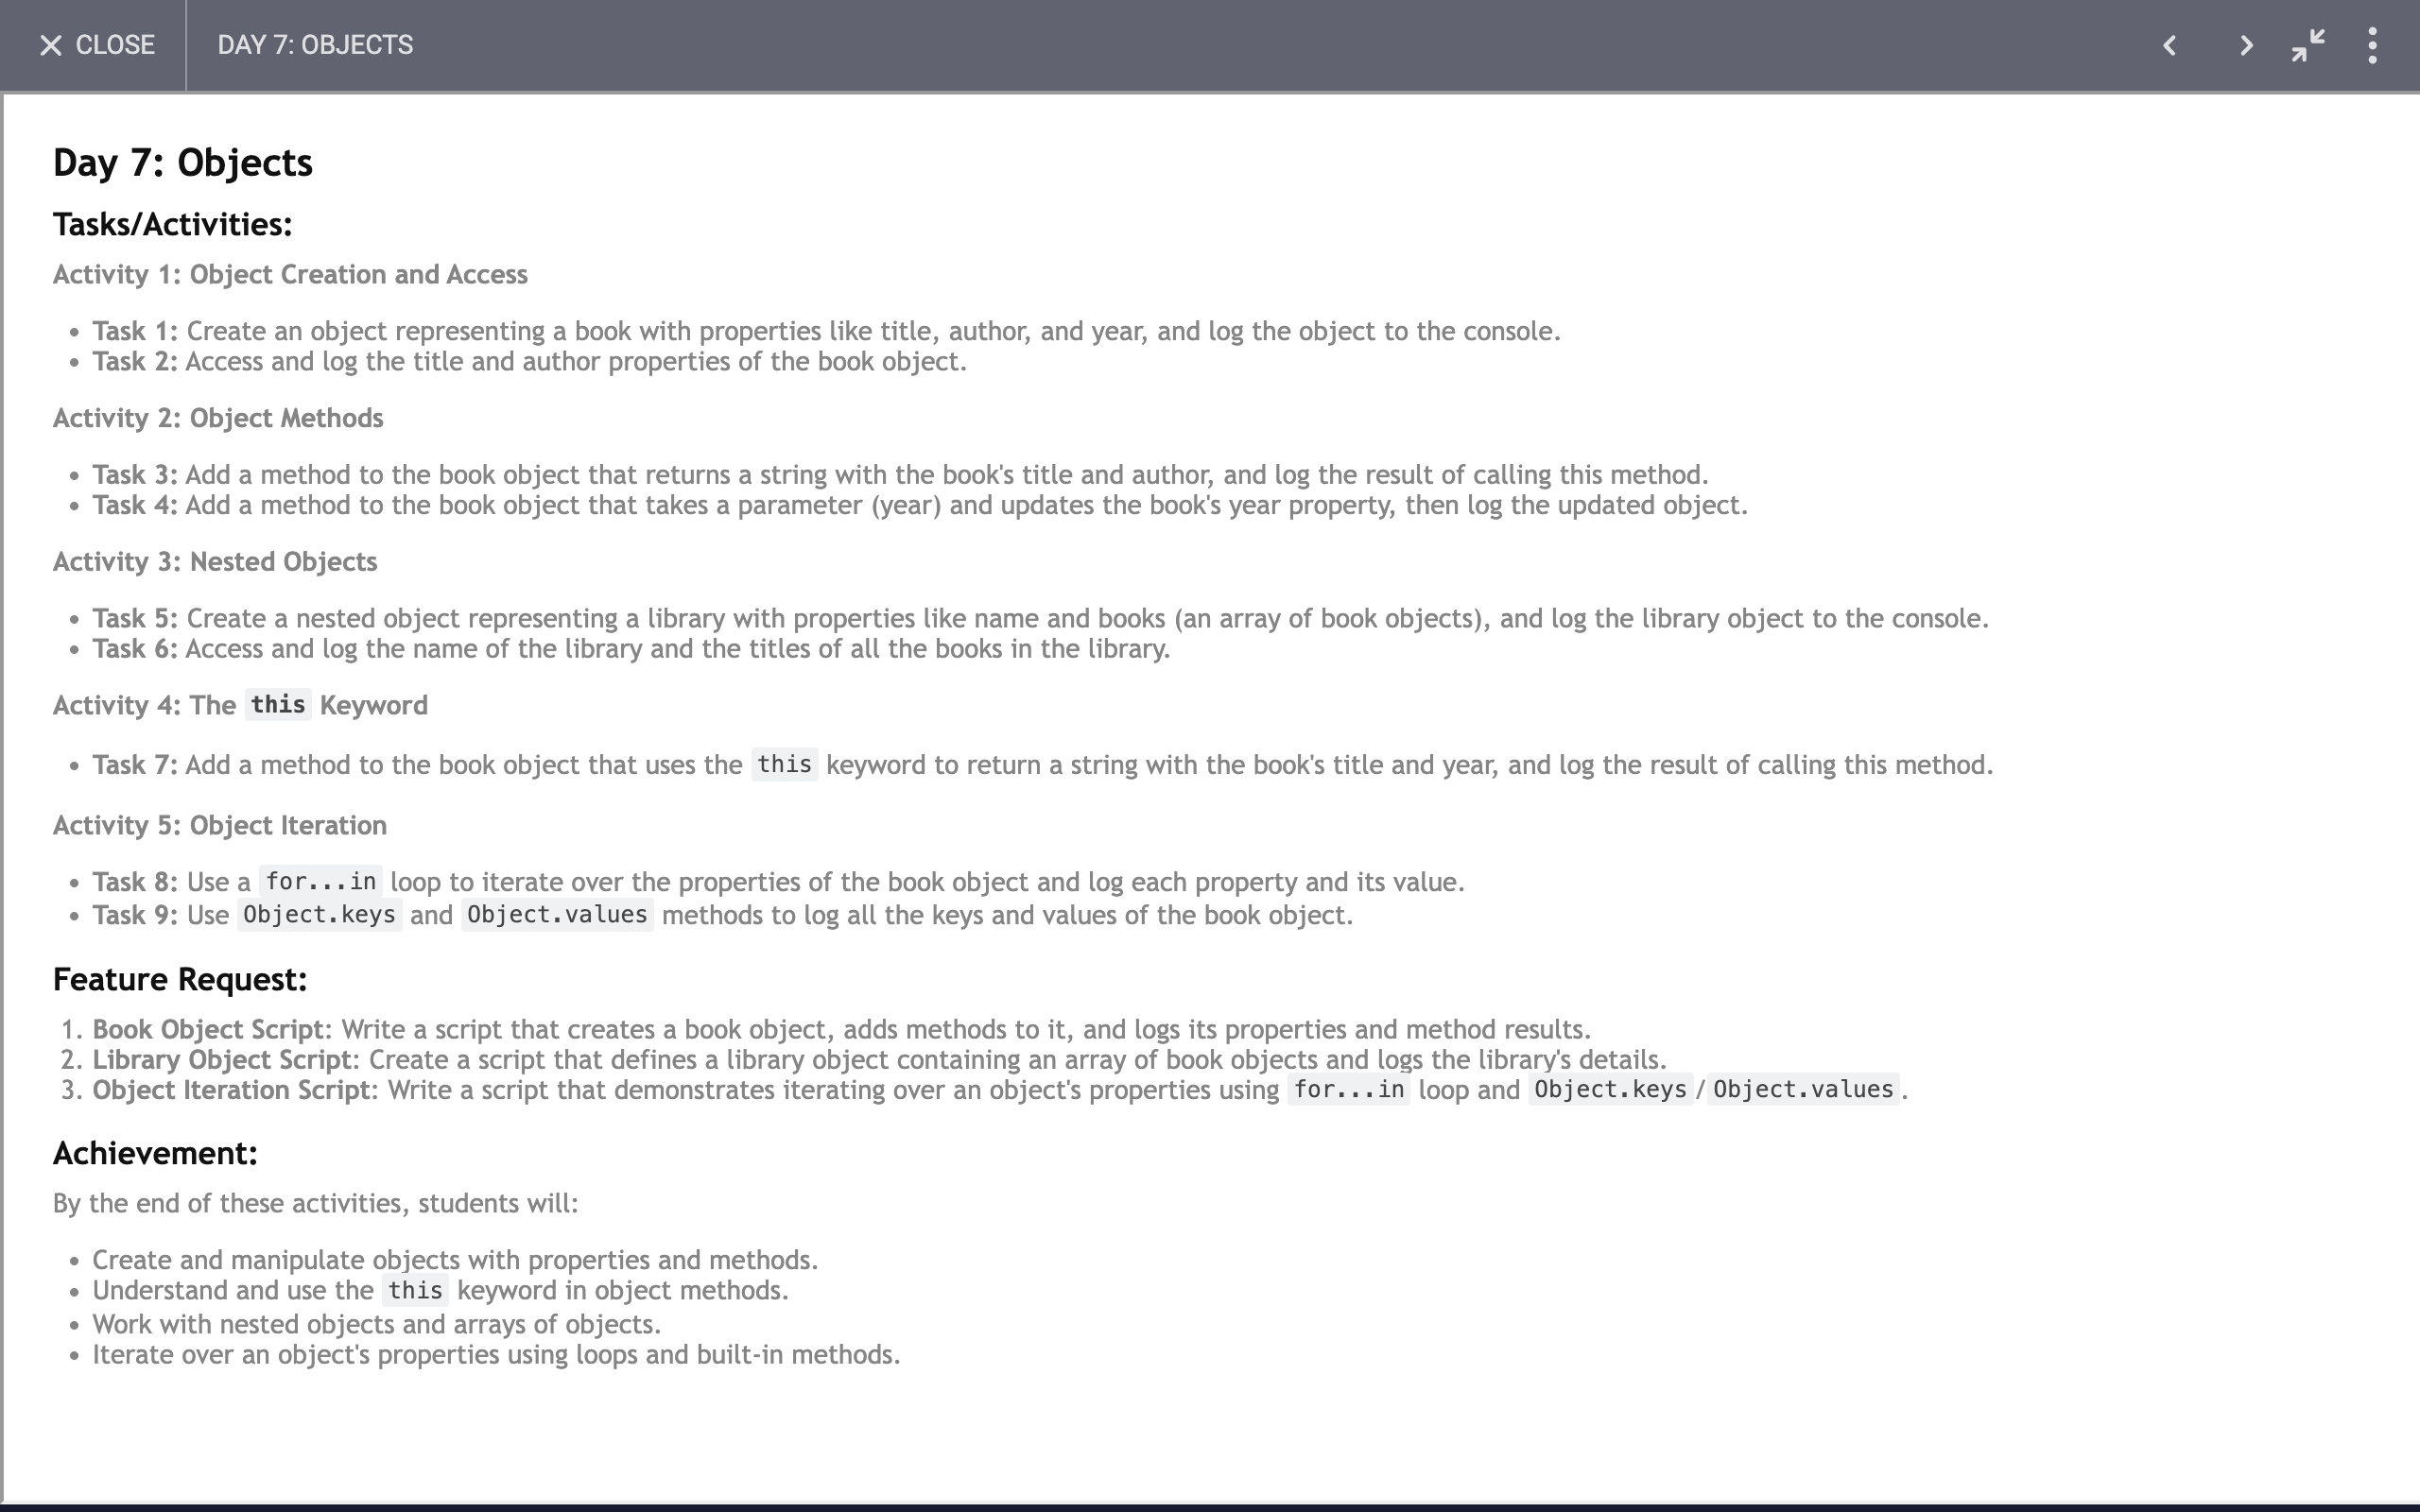 CLOSE
DAY 7: OBJECTS
Day 7: Objects
Tasks/Activities:
Activity 1: Object Creation and Access
• Task 1: Create an object representing a book with properties like title, author, and year, and log the object to the console.
• Task 2: Access and log the title and author properties of the book object.
Activity 2: Object Methods
• Task 3: Add a method to the book object that returns a string with the book's title and author, and log the result of calling this method.
• Task 4: Add a method to the book object that takes a parameter (year) and updates the book's year property, then log the updated object.
Activity 3: Nested Objects
• Task 5: Create a nested object representing a library with properties like name and books (an array of book objects), and log the library object to the console.
• Task 6: Access and log the name of the library and the titles of all the books in the library.
Activity 4: The this Keyword
• Task 7: Add a method to the book object that uses the this keyword to return a string with the book's title and year, and log the result of calling this method.
Activity 5: Object Iteration
• Task 8: Use a for...in loop to iterate over the properties of the book object and log each property and its value.
• Task 9: Use Object.keys and Object.values methods to log all the keys and values of the book object.
Feature Request:
1. Book Object Script: Write a script that creates a book object, adds methods to it, and logs its properties and method results.
2. Library Object Script: Create a script that defines a library object containing an array of book objects and logs the library's details.
3. Object Iteration Script: Write a script that demonstrates iterating over an object's properties using for...in loop and Object.keys/Object.values.
Achievement:
By the end of these activities, students will:
• Create and manipulate objects with properties and methods.
• Understand and use the this keyword in object methods.
• Work with nested objects and arrays of objects.
• Iterate over an object's properties using loops and built-in methods.